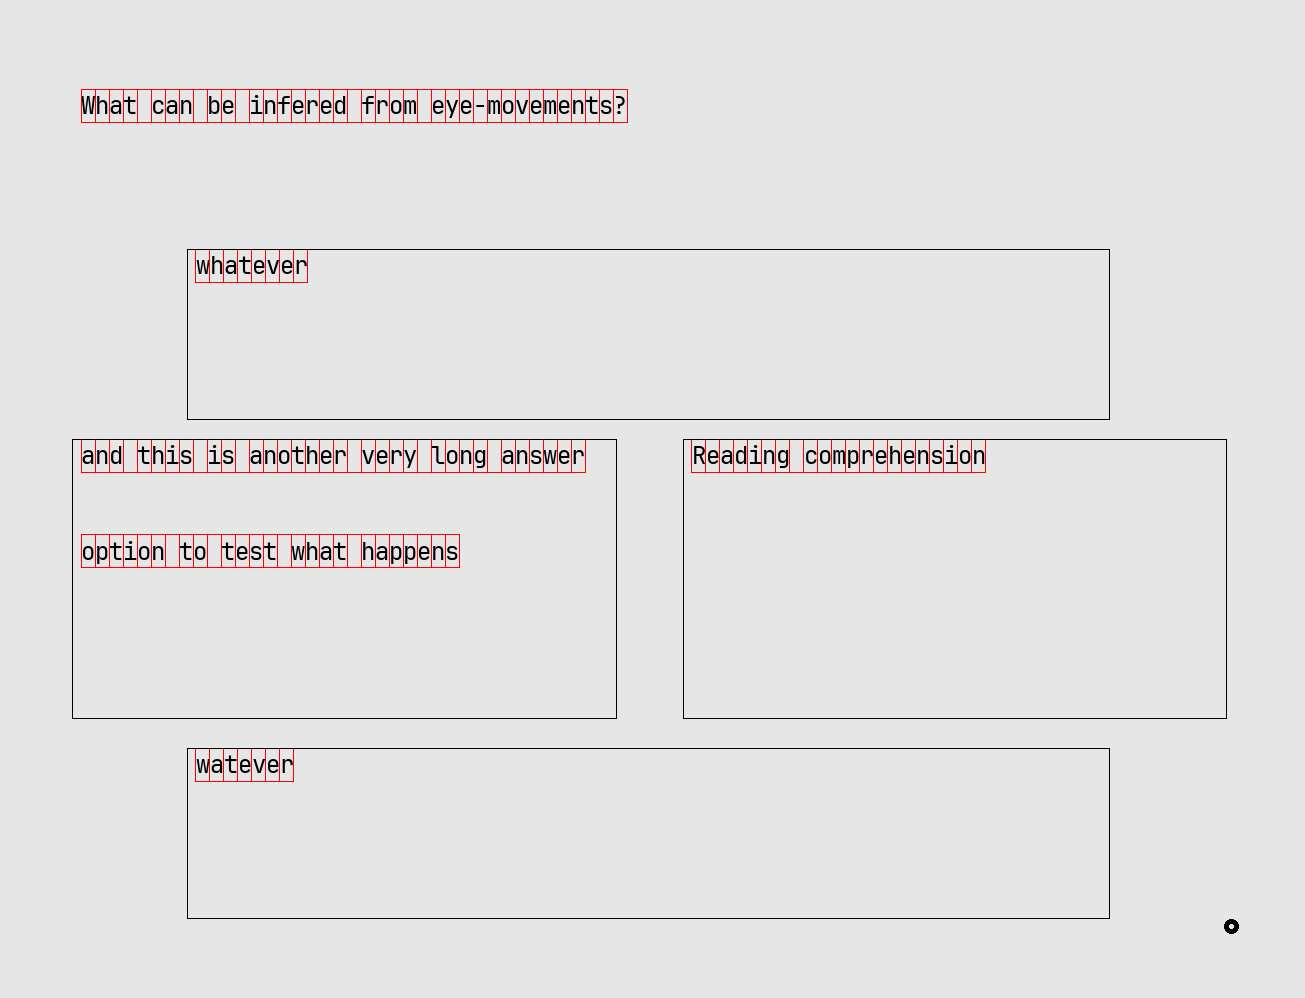 What can be infered from eye-movements?
whatever
and this is another very long answer
option to test what happens
Reading comprehension
watever